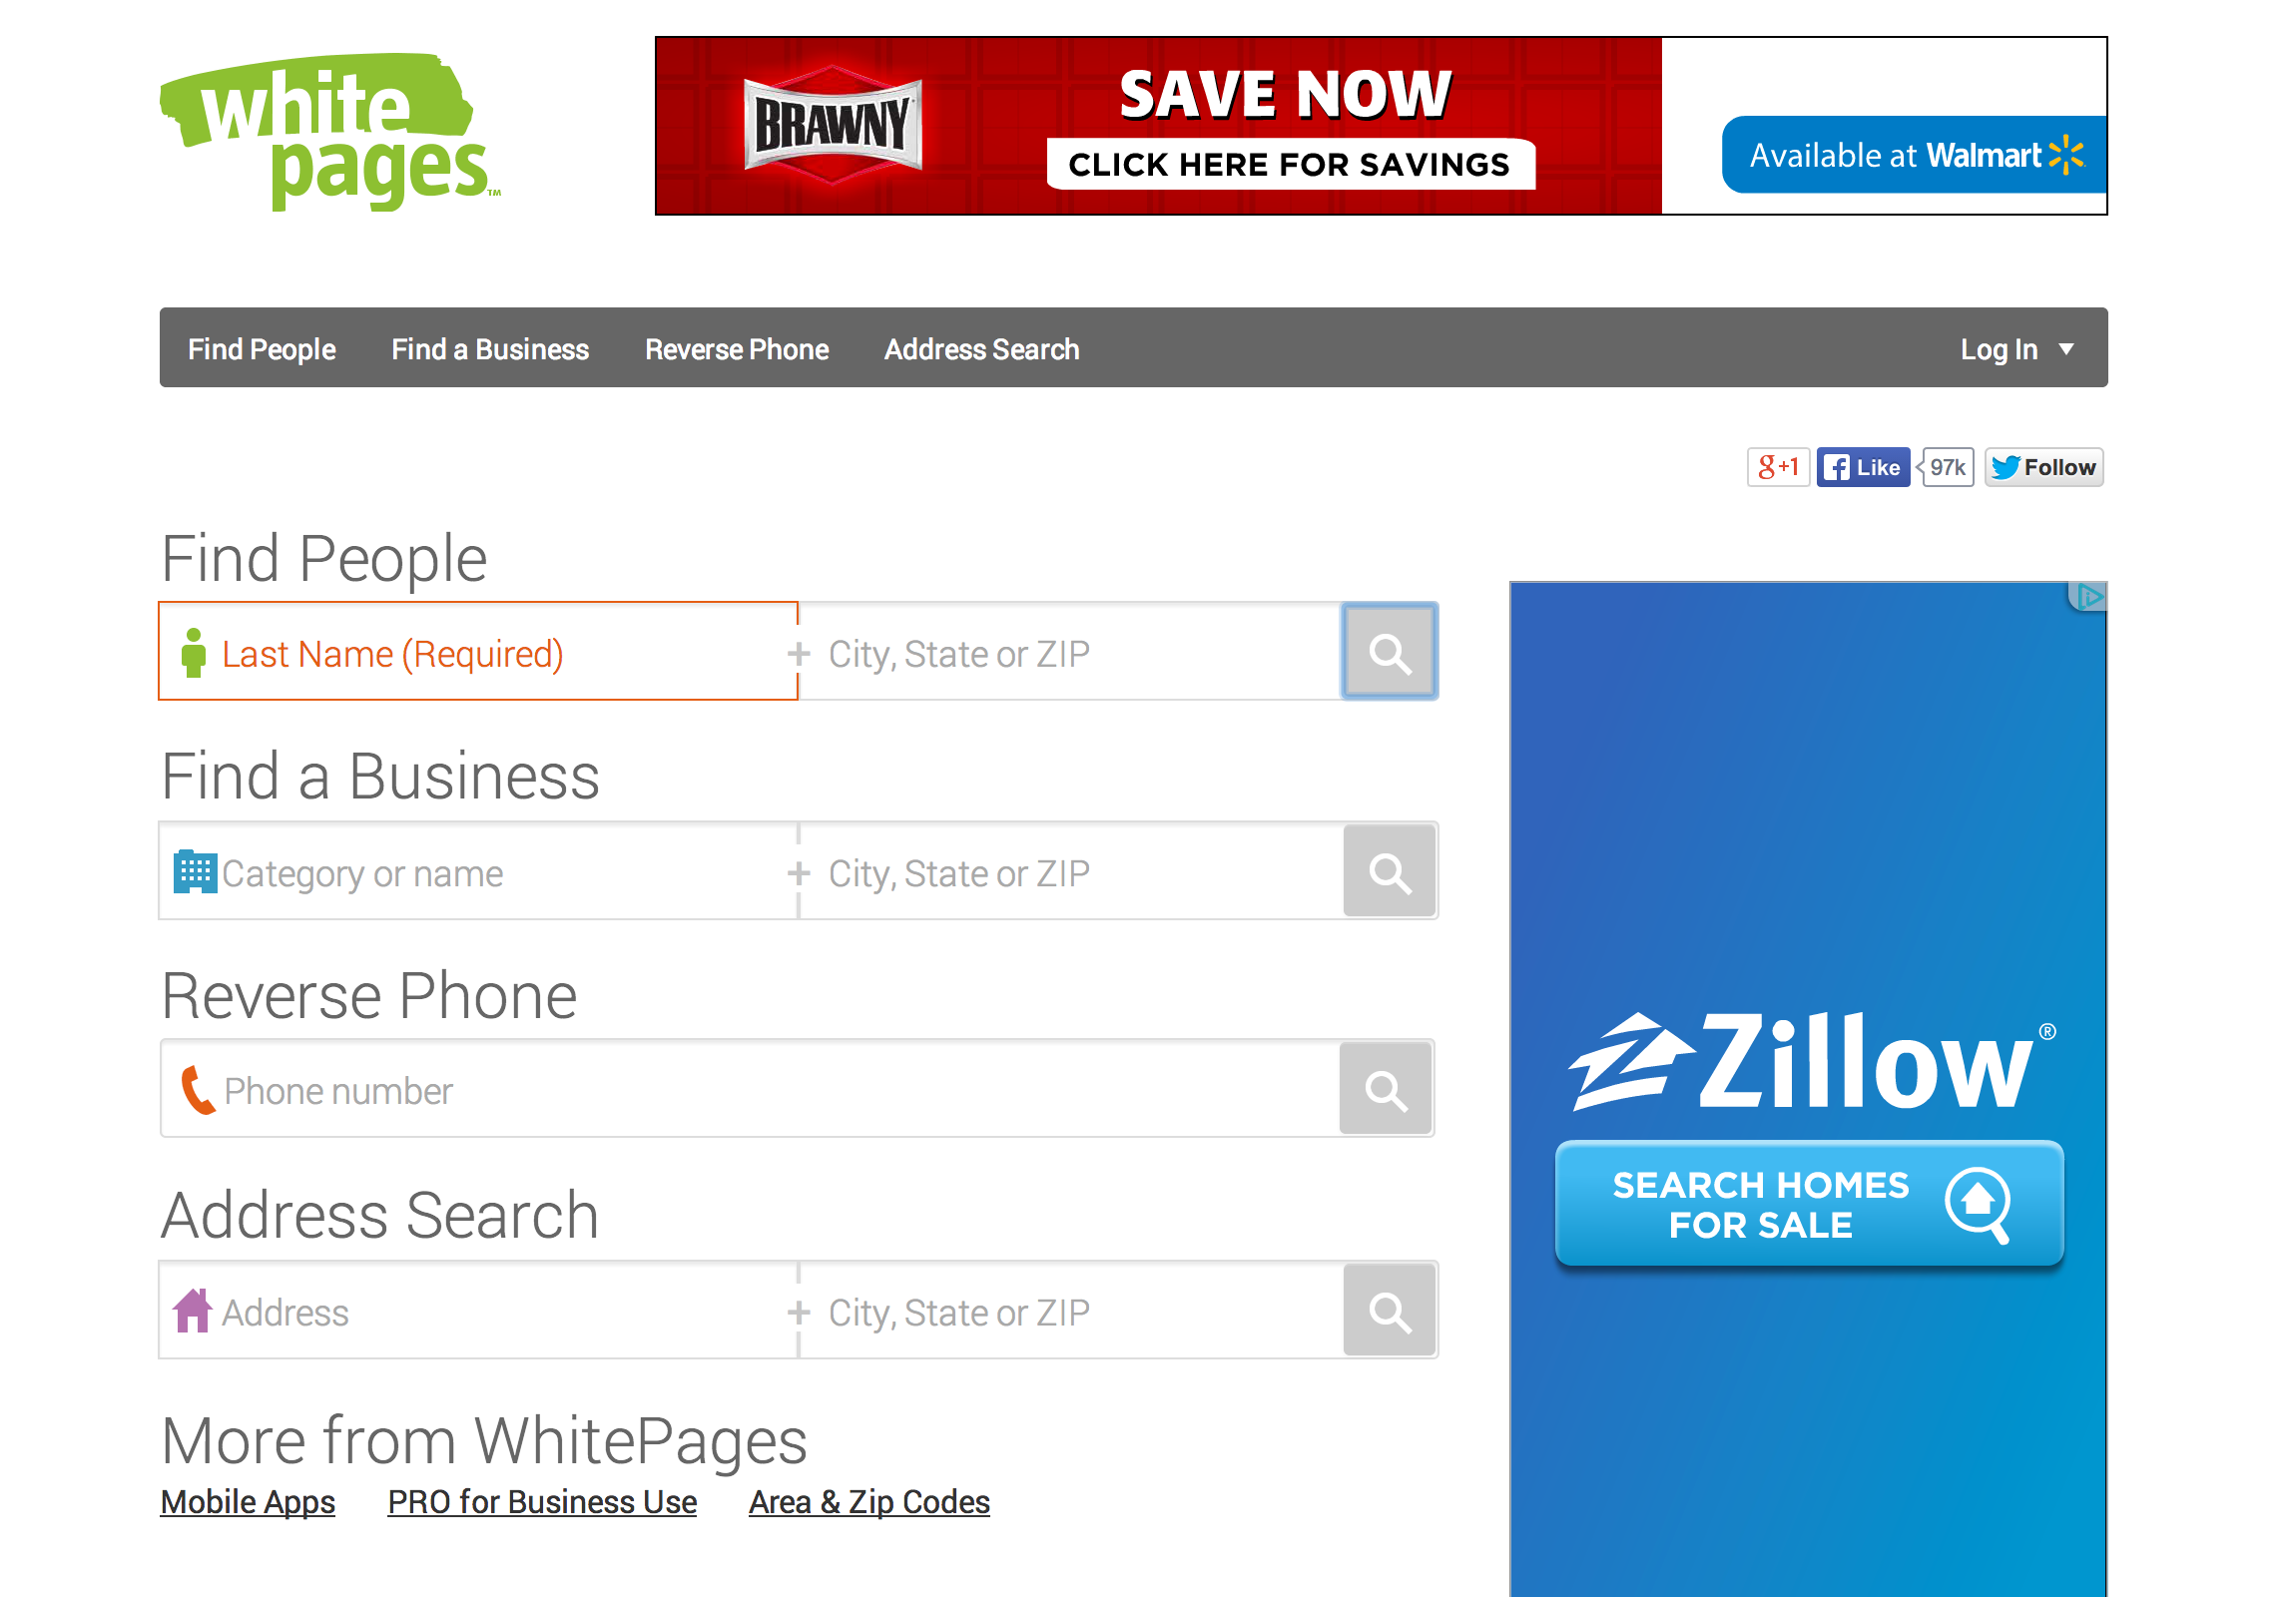 white
pages™
BRAWNY
SAVE NOW
CLICK HERE FOR SAVINGS
Available at Walmart
Find People Find a Business Reverse Phone Address Search Log In
g+1 Like 97k Follow
Find People
Last Name (Required) + City, State or ZIP
Find a Business
Category or name + City, State or ZIP
Reverse Phone
Phone number
Address Search
Address + City, State or ZIP
More from WhitePages
Mobile Apps PRO for Business Use Area & Zip Codes
Zillow®
SEARCH HOMES
FOR SALE